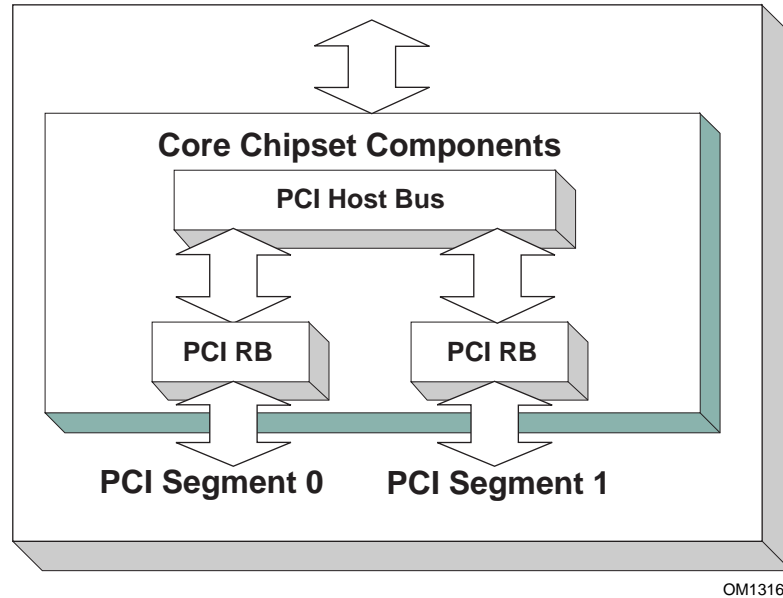 Core Chipset Components
PCI Host Bus
PCI RB
PCI RB
PCI Segment 0
PCI Segment 1
OM1316